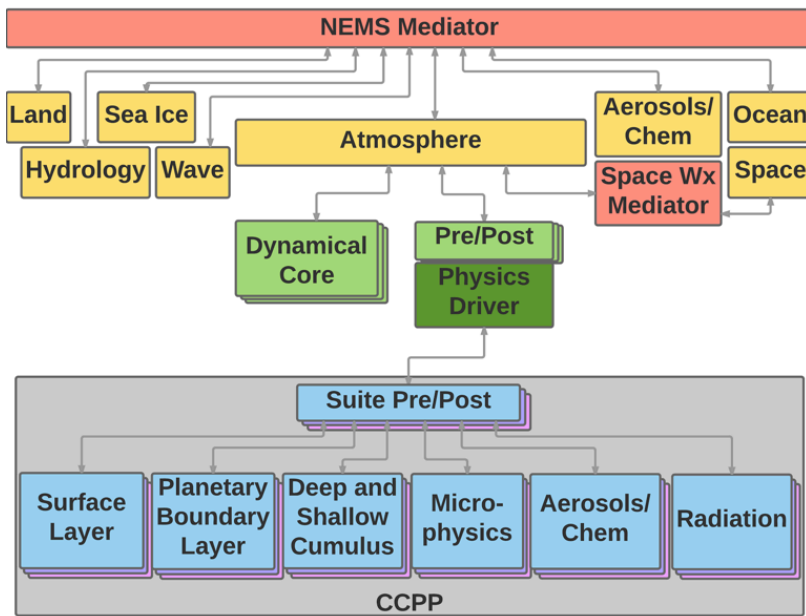 NEMS Mediator
Land
Sea Ice
Aerosols/
Chem
Ocean
Hydrology
Wave
Atmosphere
Space Wx
Mediator
Space
Dynamical
Core
Pre/Post
Physics
Driver
Suite Pre/Post
Surface
Layer
Planetary
Boundary
Layer
Deep and
Shallow
Cumulus
Micro-
physics
Aerosols/
Chem
Radiation
CCPP